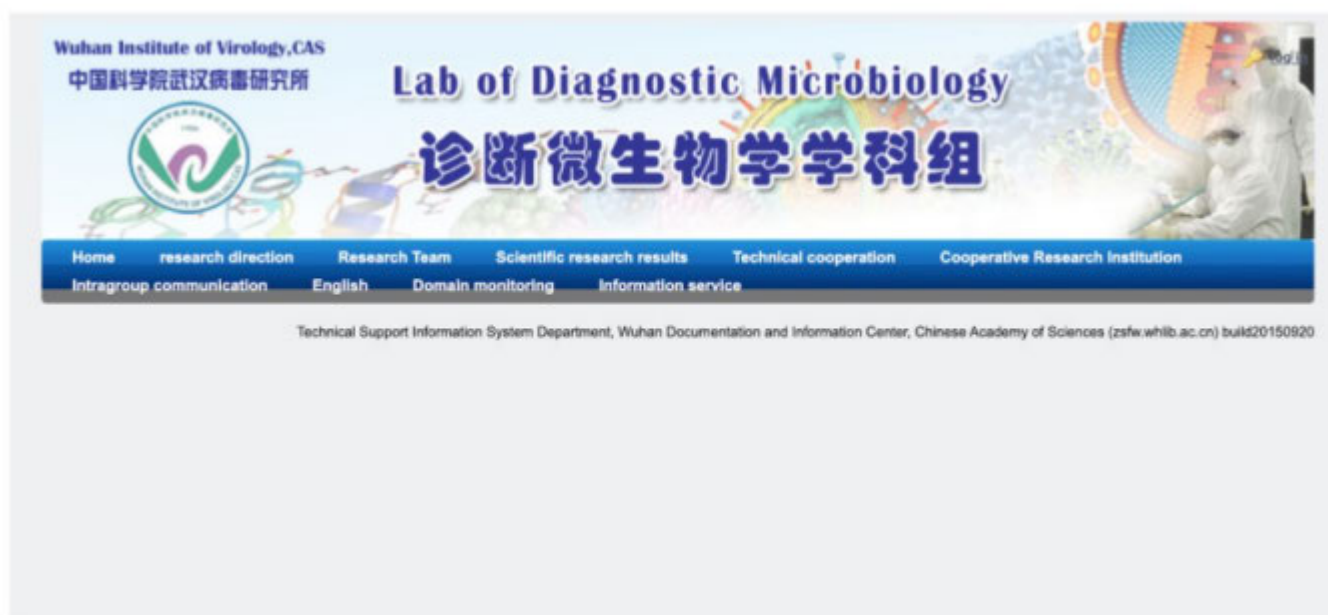 Wuhan Institute of Virology,CAS
中国科学院武汉病毒研究所
Log in
Lab of Diagnostic Microbiology
诊断微生物学学科组
Home research direction Research Team Scientific research results Technical cooperation Cooperative Research Institution
Intragroup communication English Domain monitoring Information service
Technical Support Information System Department, Wuhan Documentation and Information Center, Chinese Academy of Sciences (zsfw.whlib.ac.cn) build20150920